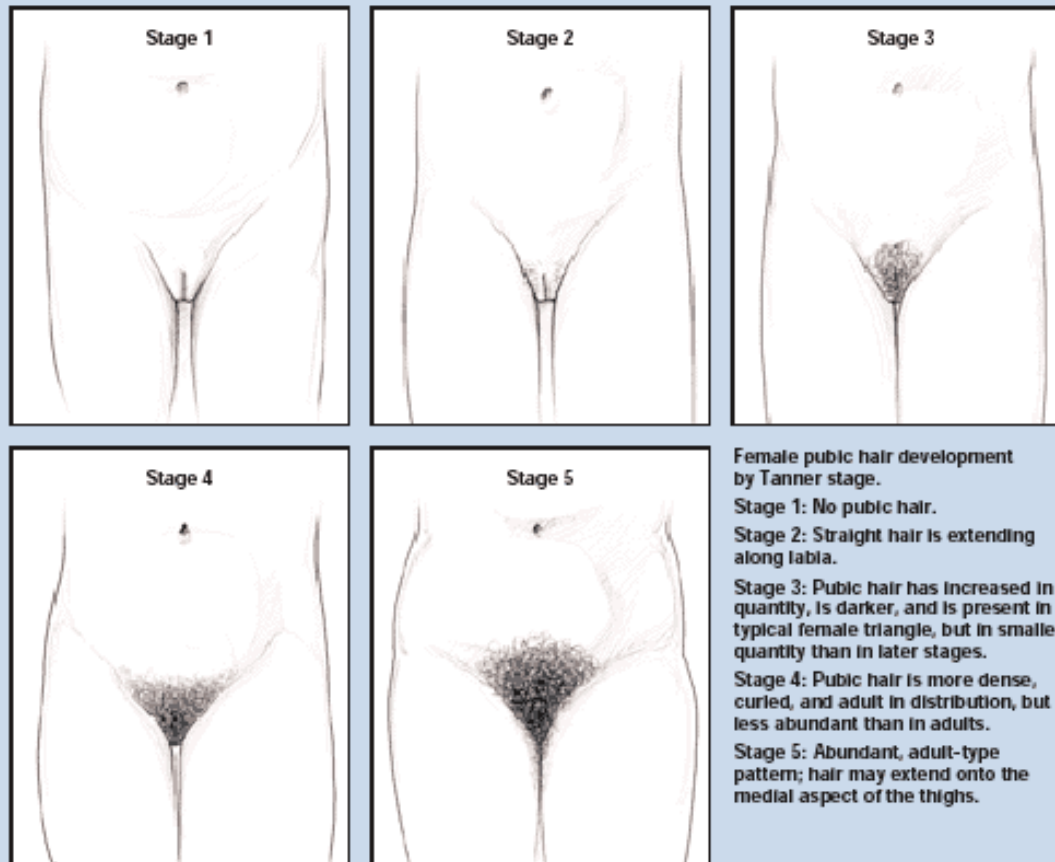 Stage 1
Stage 2
Stage 3
Stage 4
Stage 5
Female pubic hair development
by Tanner stage.
Stage 1: No pubic hair.
Stage 2: Straight hair is extending
along labia.
Stage 3: Pubic hair has increased in
quantity, is darker, and is present in
typical female triangle, but in smaller
quantity than in later stages.
Stage 4: Pubic hair is more dense,
curled, and adult in distribution, but
less abundant than in adults.
Stage 5: Abundant, adult-type
pattern; hair may extend onto the
medial aspect of the thighs.